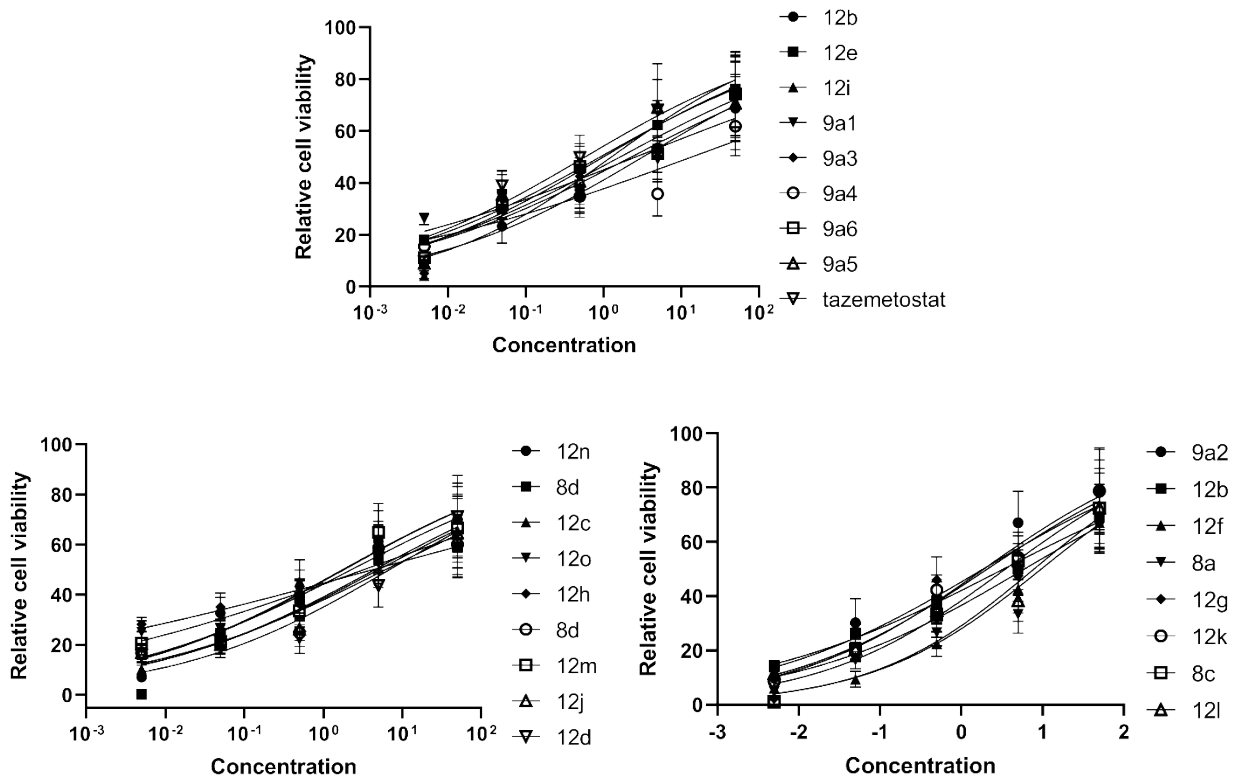 Relative cell viability
100
80
60
40
20
0
10-3
10-2
10-1
100
101
102
Concentration
12b
12e
12i
9a1
9a3
9a4
9a6
9a5
tazemetostat
Relative cell viability
100
80
60
40
20
0
10-3
10-2
10-1
100
101
102
Concentration
12n
8d
12c
12o
12h
8d
12m
12j
12d
Relative cell viability
100
80
60
40
20
0
-3
-2
-1
0
1
2
Concentration
9a2
12b
12f
8a
12g
12k
8c
12l